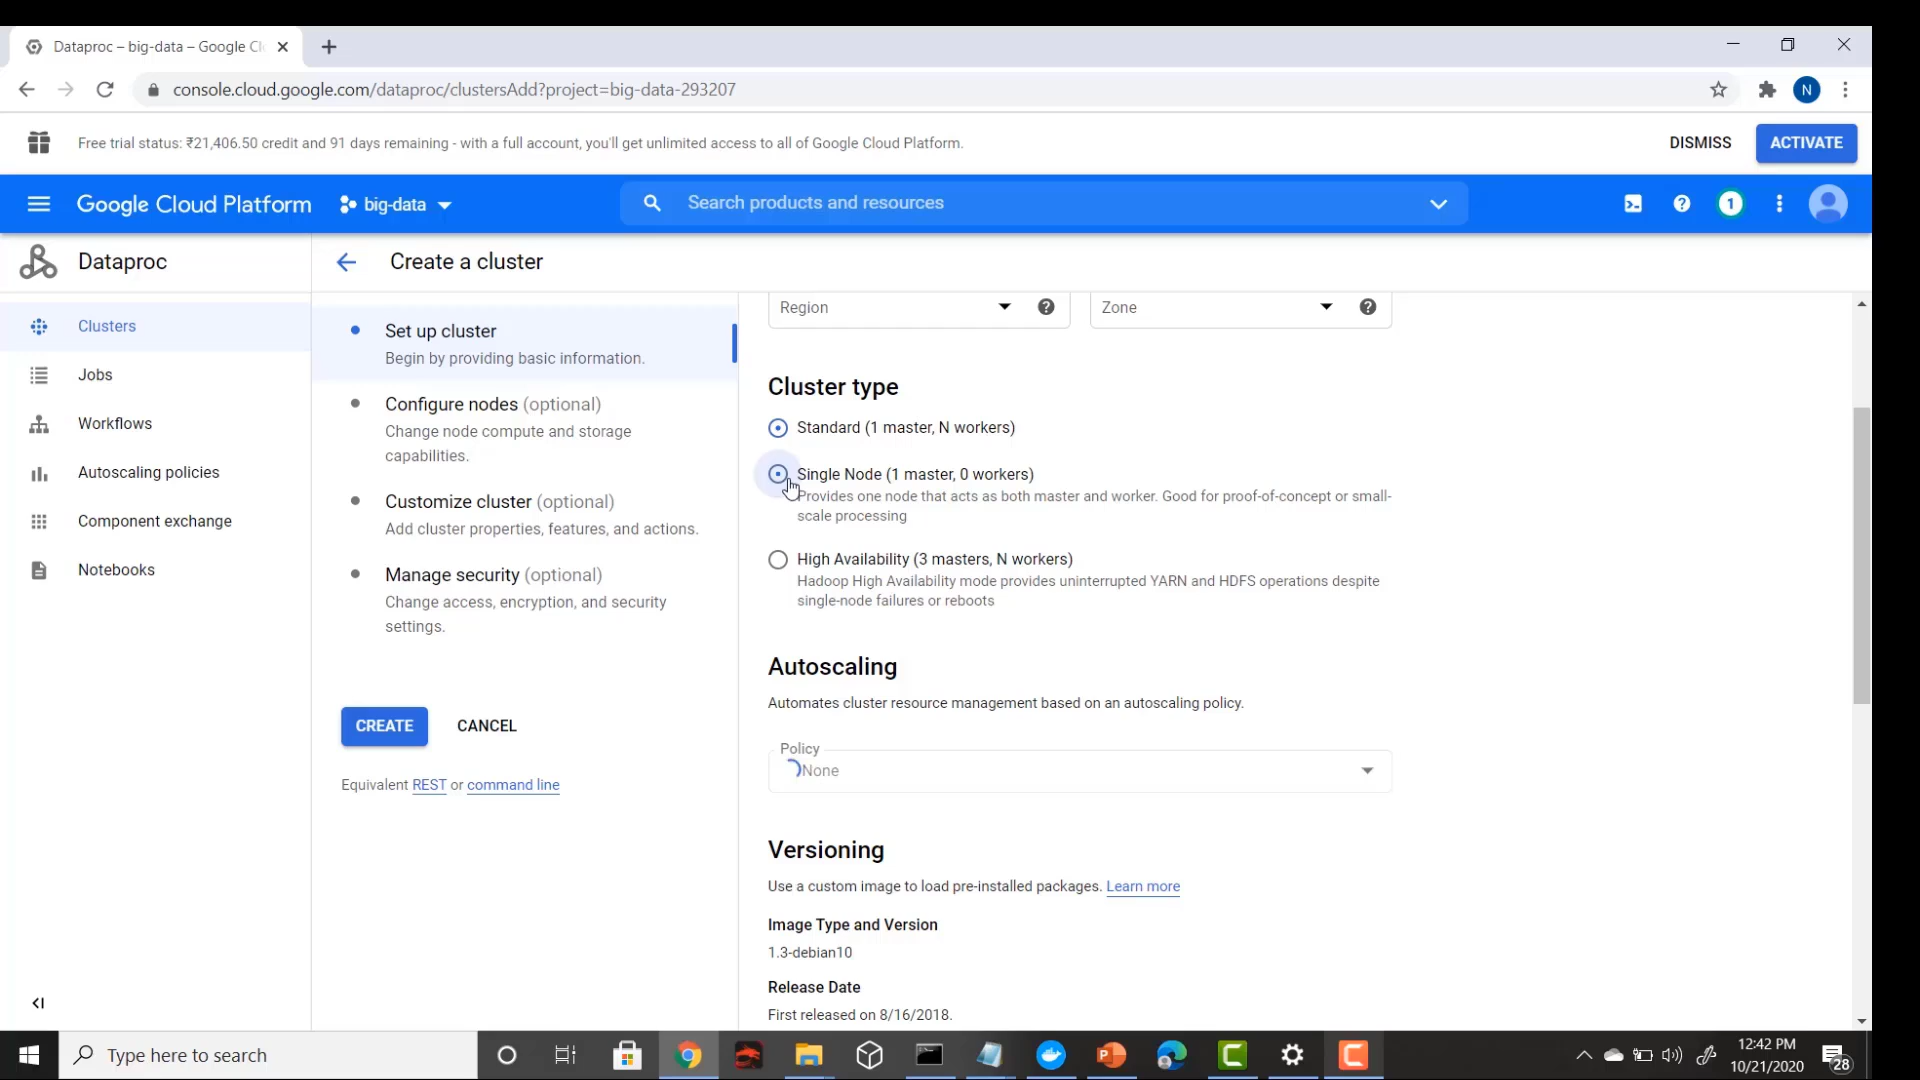 Dataproc – big-data – Google Cl
console.cloud.google.com/dataproc/clustersAdd?project=big-data-293207
N
Free trial status: ₹21,406.50 credit and 91 days remaining - with a full account, you'll get unlimited access to all of Google Cloud Platform.
DISMISS
ACTIVATE
Google Cloud Platform
big-data
Search products and resources
1
Dataproc
Create a cluster
Clusters
Jobs
Workflows
Autoscaling policies
Component exchange
Notebooks
Set up cluster
Begin by providing basic information.
Configure nodes (optional)
Change node compute and storage
capabilities.
Customize cluster (optional)
Add cluster properties, features, and actions.
Manage security (optional)
Change access, encryption, and security
settings.
CREATE
CANCEL
Equivalent REST or command line
Region
Zone
Cluster type
Standard (1 master, N workers)
Single Node (1 master, 0 workers)
Provides one node that acts as both master and worker. Good for proof-of-concept or small-
scale processing
High Availability (3 masters, N workers)
Hadoop High Availability mode provides uninterrupted YARN and HDFS operations despite
single-node failures or reboots
Autoscaling
Automates cluster resource management based on an autoscaling policy.
Policy
None
Versioning
Use a custom image to load pre-installed packages. Learn more
Image Type and Version
1.3-debian10
Release Date
First released on 8/16/2018.
Type here to search
12:42 PM
10/21/2020
28